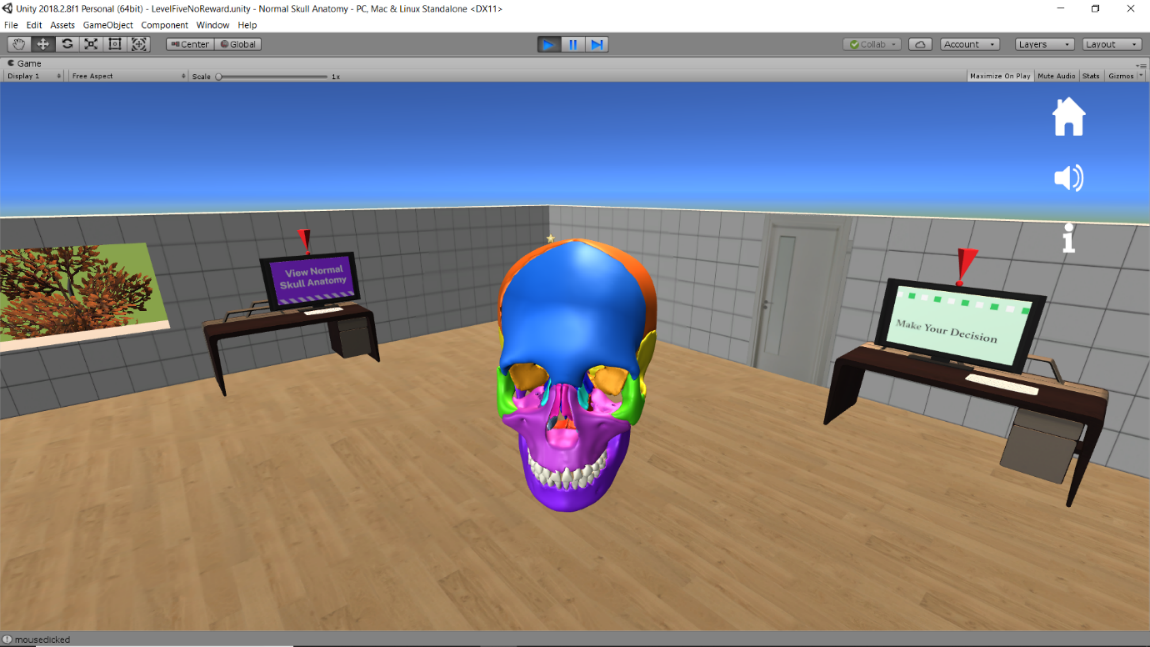 Unity 2018.2.8f1 Personal (64bit) - LevelFiveNoReward.unity - Normal Skull Anatomy - PC, Mac & Linux Standalone <DX11>
File Edit Assets GameObject Component Window Help
Center Global Collab Account Layers Layout
Game
Display 1 Free Aspect Scale 1x Maximize On Play Mute Audio Stats Gizmos
View Normal
Skull Anatomy
Make Your Decision
mouseclicked